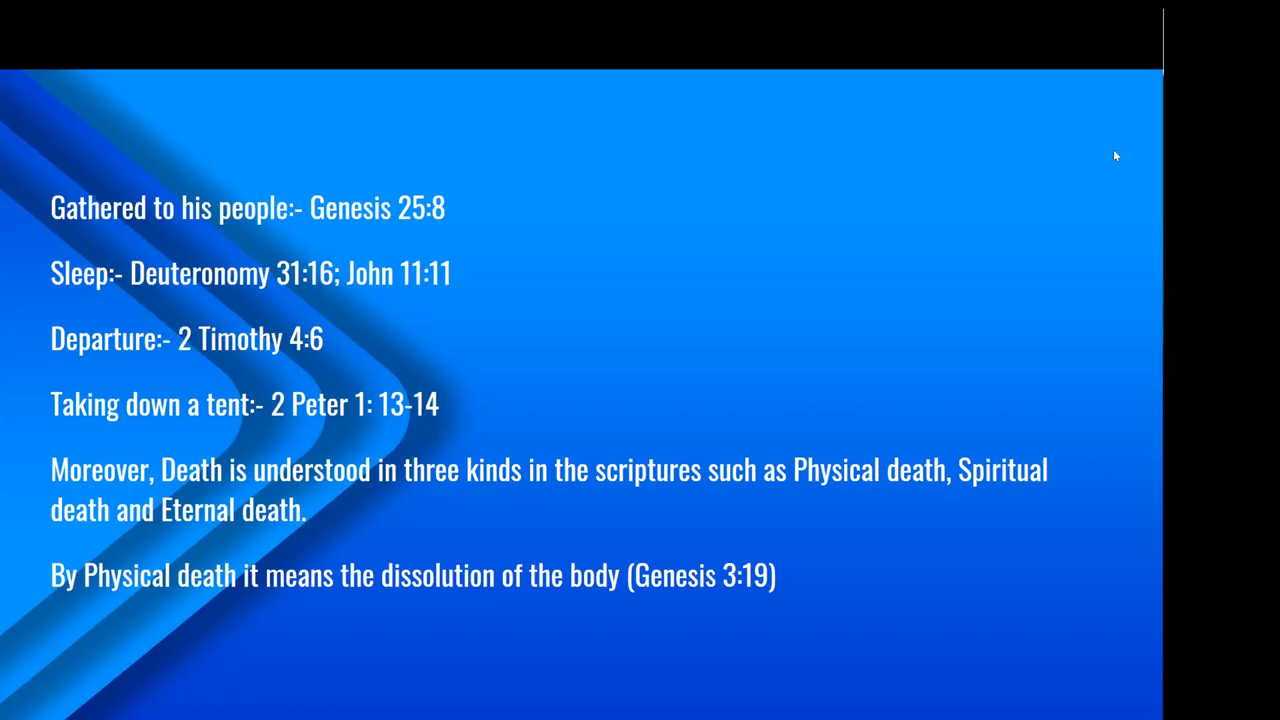 Gathered to his people:- Genesis 25:8
Sleep:- Deuteronomy 31:16; John 11:11
Departure:- 2 Timothy 4:6
Taking down a tent:- 2 Peter 1: 13-14
Moreover, Death is understood in three kinds in the scriptures such as Physical death, Spiritual
death and Eternal death.
By Physical death it means the dissolution of the body (Genesis 3:19)